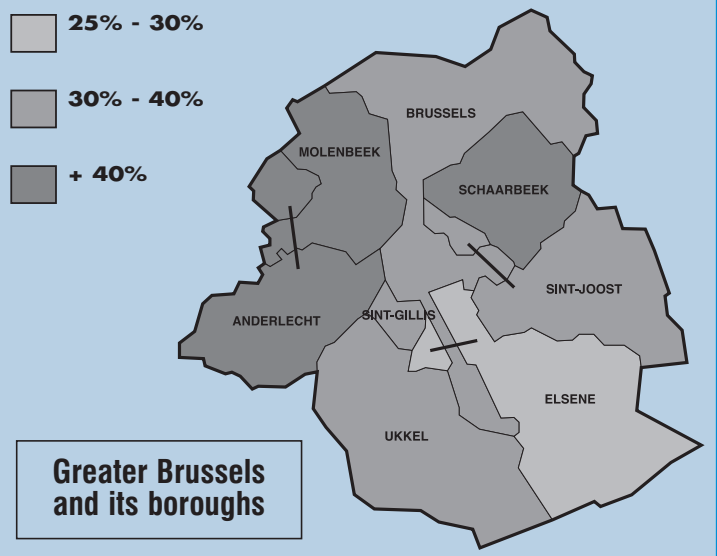 25% - 30%
30% - 40%
+ 40%
BRUSSELS
MOLENBEEK
SCHAARBEEK
SINT-JOOST
SINT-GILLIS
ANDERLECHT
ELSENE
UKKEL
Greater Brussels
and its boroughs